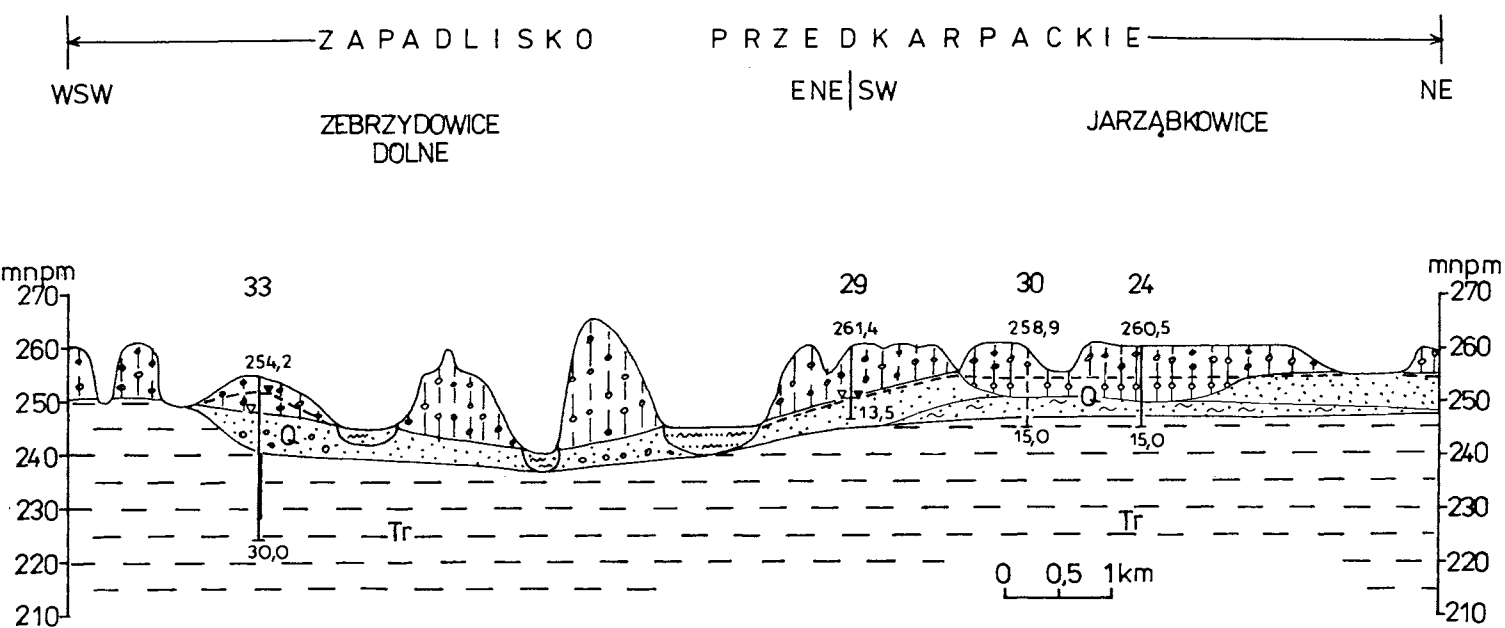 ZAPADLISKO PRZEDKARPACKIE
WSW ENE SW NE
ZEBRZYDOWICE
DOLNE
JARZĄBKOWICE
mnpm 33 29 30 24 mnpm
270 270
261,4 258,9 260,5
260 254,2 260
250 Q 250
13,5
Q 15,0 15,0
240 240
230 230
Tr Tr
30,0
220 0 0,5 1km 220
210 210